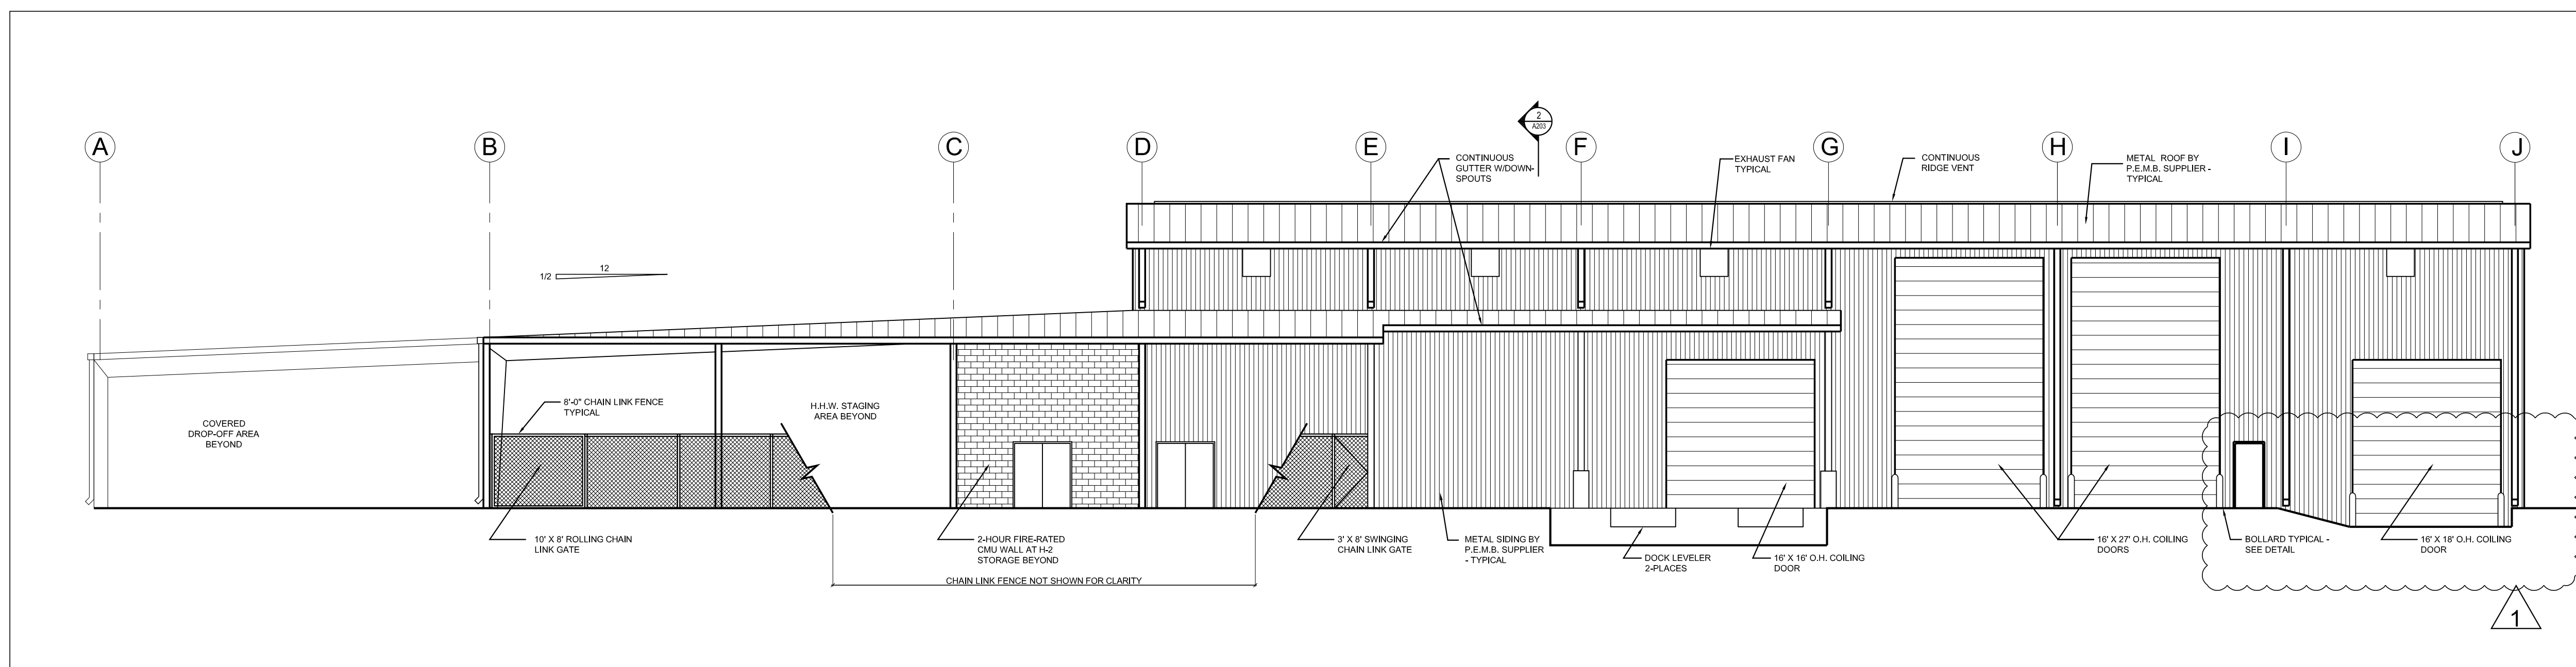 2
A203
A
B
C
D
E
F
G
H
I
J
CONTINUOUS
GUTTER W/DOWN-
SPOUTS
EXHAUST FAN
TYPICAL
CONTINUOUS
RIDGE VENT
METAL ROOF BY
P.E.M.B. SUPPLIER -
TYPICAL
12
1/2
8'-0" CHAIN LINK FENCE
TYPICAL
H.H.W. STAGING
AREA BEYOND
COVERED
DROP-OFF AREA
BEYOND
10' X 8' ROLLING CHAIN
LINK GATE
2-HOUR FIRE-RATED
CMU WALL AT H-2
STORAGE BEYOND
3' X 8' SWINGING
CHAIN LINK GATE
METAL SIDING BY
P.E.M.B. SUPPLIER
- TYPICAL
DOCK LEVELER
2-PLACES
16' X 16' O.H. COILING
DOOR
16' X 27' O.H. COILING
DOORS
BOLLARD TYPICAL -
SEE DETAIL
16' X 18' O.H. COILING
DOOR
CHAIN LINK FENCE NOT SHOWN FOR CLARITY
1